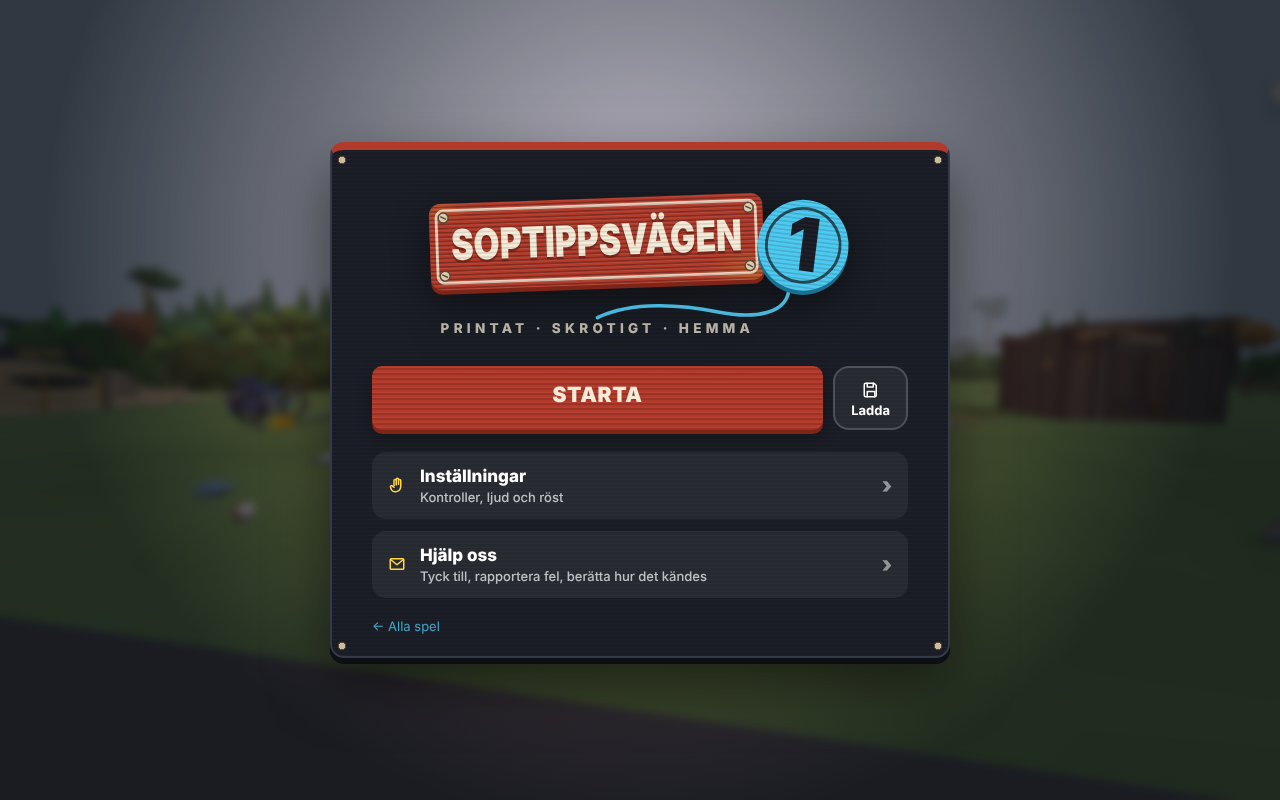 SOPTIPPSVÄGEN 1
PRINTAT · SKROTIGT · HEMMA
STARTA
Ladda
Inställningar
Kontroller, ljud och röst
Hjälp oss
Tyck till, rapportera fel, berätta hur det kändes
← Alla spel